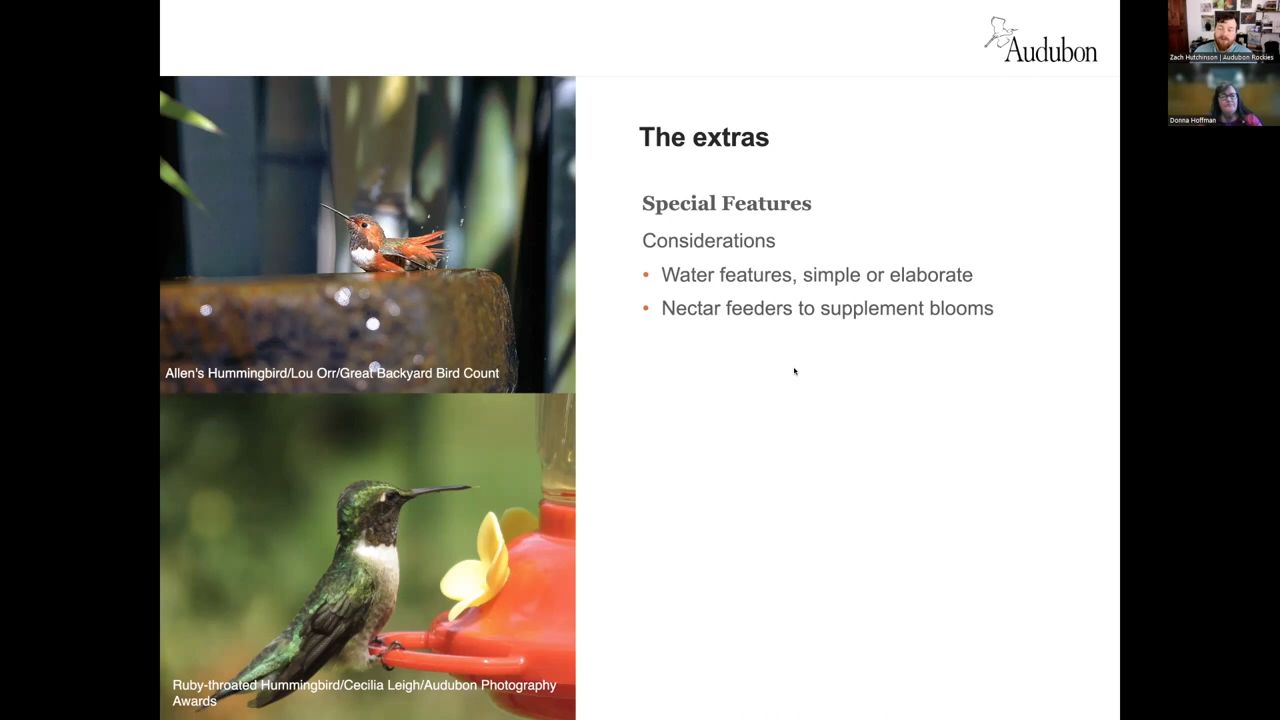 Audubon
Zach Hutchinson | Audubon Rockies
Donna Hoffman
The extras
Special Features
Considerations
• Water features, simple or elaborate
• Nectar feeders to supplement blooms
Allen's Hummingbird/Lou Orr/Great Backyard Bird Count
Ruby-throated Hummingbird/Cecilia Leigh/Audubon Photography
Awards